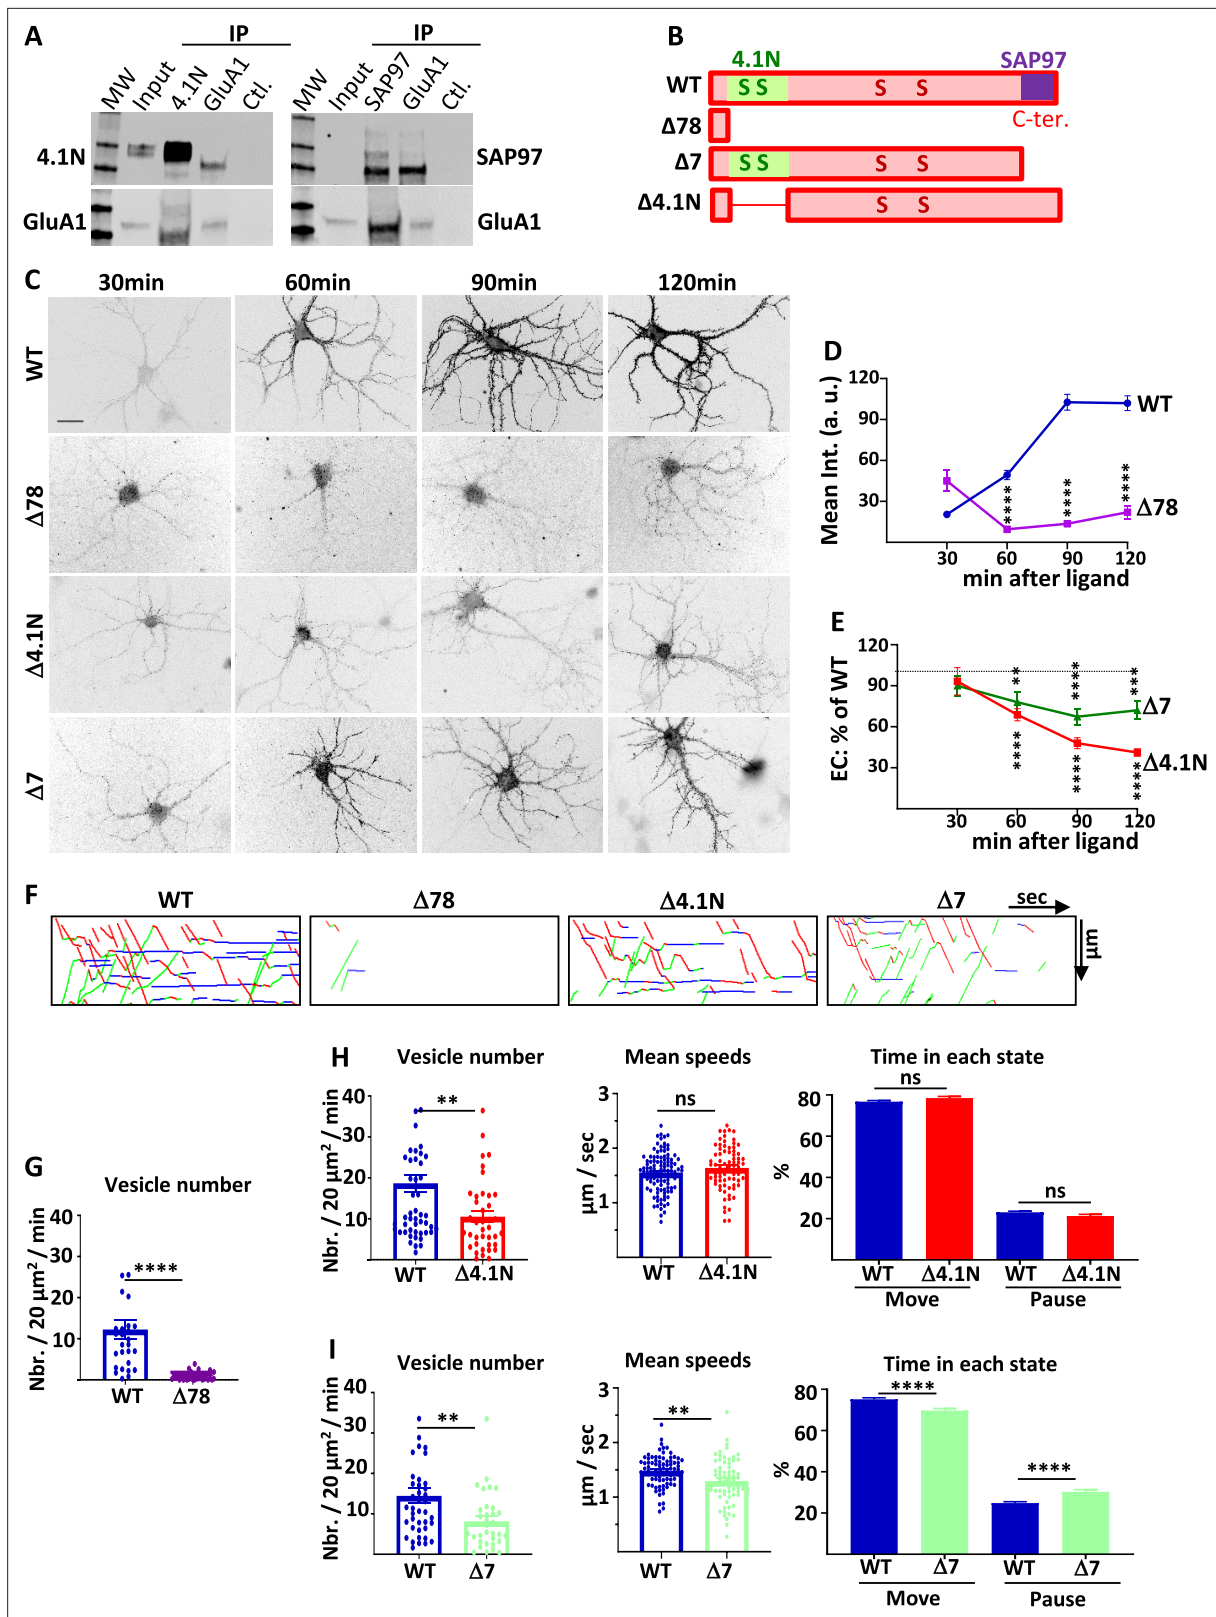 A
IP
IP
MW
Input
4.1N
GluA1
Ctl.
MW
Input
SAP97
GluA1
Ctl.
4.1N
SAP97
GluA1
GluA1
B
4.1N
SAP97
WT
S S
S S
C-ter.
Δ78
Δ7
S S
S S
Δ4.1N
S S
C
30min
60min
90min
120min
WT
Δ78
Δ4.1N
Δ7
D
Mean Int. (a. u.)
120
90
60
30
WT
Δ78
****
****
****
30
60
90
120
min after ligand
E
EC: % of WT
120
90
60
30
**
****
***
Δ7
Δ4.1N
****
****
****
30
60
90
120
min after ligand
F
WT
Δ78
Δ4.1N
Δ7
sec
µm
G
Vesicle number
Nbr. / 20 µm² / min
40
30
20
10
****
WT
Δ78
H
Vesicle number
Nbr. / 20 µm² / min
40
30
20
10
**
WT
Δ4.1N
Mean speeds
µm / sec
3
2
1
ns
WT
Δ4.1N
Time in each state
%
80
60
40
20
ns
ns
WT
Δ4.1N
WT
Δ4.1N
Move
Pause
I
Vesicle number
Nbr. / 20 µm² / min
40
30
20
10
**
WT
Δ7
Mean speeds
µm / sec
3
2
1
**
WT
Δ7
Time in each state
%
80
60
40
20
****
****
WT
Δ7
WT
Δ7
Move
Pause